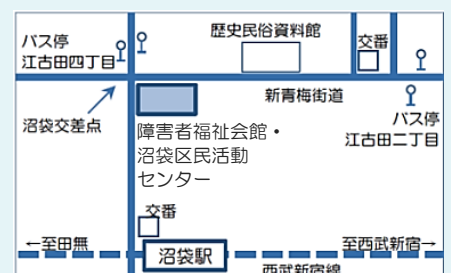 歴史民俗資料館
バス停
江古田四丁目
交番
新青梅街道
沼袋交差点
バス停
江古田二丁目
障害者福祉会館・
沼袋区民活動
センター
交番
←至田無
至西武新宿→
沼袋駅
西武新宿線